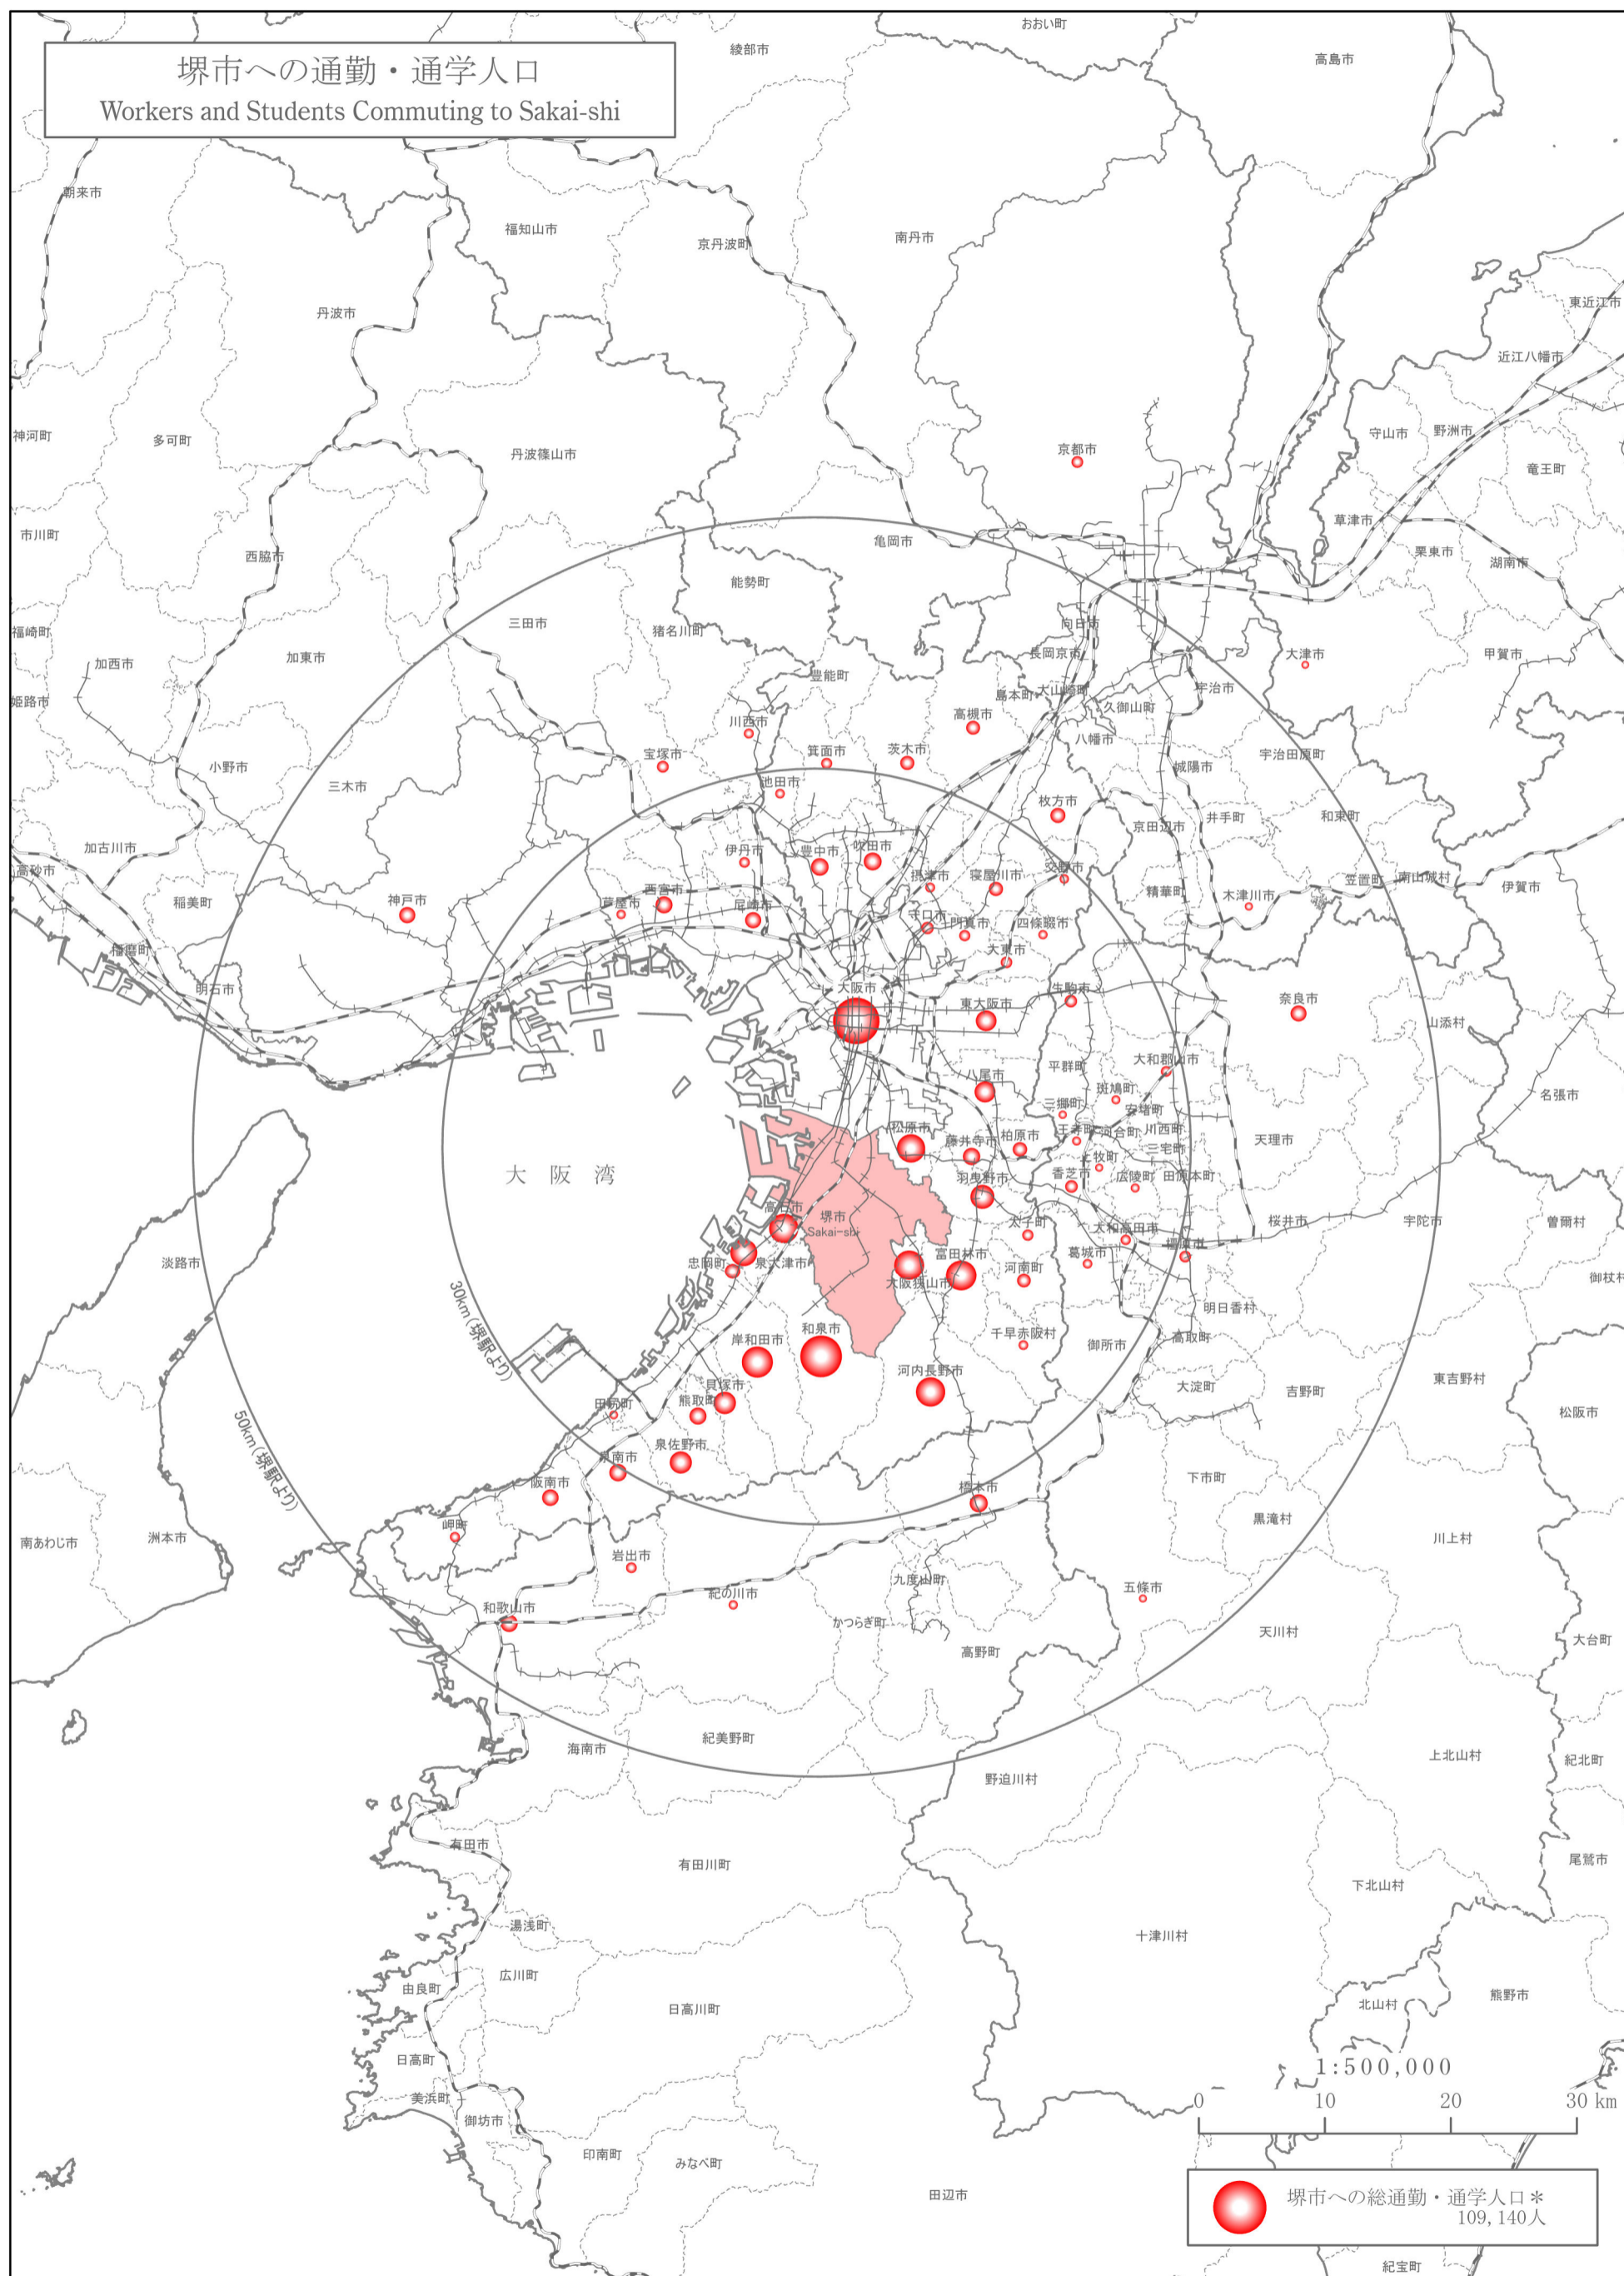 堺市への通勤・通学人口
Workers and Students Commuting to Sakai-shi
おおい町
綾部市
高島市
朝来市
福知山市
京丹波町
南丹市
東近江市
丹波市
近江八幡市
神河町
多可町
丹波篠山市
京都市
守山市
野洲市
竜王町
市川町
西脇市
亀岡市
草津市
栗東市
湖南市
能勢町
福崎町
加西市
加東市
三田市
猪名川町
向日市
長岡京市
大津市
甲賀市
姫路市
豊能町
島本町
大山崎町
宇治市
久御山町
川西市
高槻市
八幡市
小野市
三木市
宝塚市
箕面市
茨木市
城陽市
宇治田原町
池田市
枚方市
京田辺市
井手町
和束町
加古川市
高砂市
伊丹市
豊中市
吹田市
摂津市
寝屋川市
交野市
精華町
木津川市
笠置町
南山城村
伊賀市
稲美町
神戸市
芦屋市
西宮市
尼崎市
守口市
門真市
四條畷市
播磨町
大東市
明石市
大阪市
東大阪市
生駒市
奈良市
山添村
八尾市
平群町
大和郡山市
斑鳩町
名張市
三郷町
安堵町
松原市
藤井寺市
柏原市
王寺町
河合町
川西町
三宅町
天理市
大 阪 湾
上牧町
羽曳野市
香芝市
広陵町
田原本町
高石市
堺市
Sakai-shi
太子町
大和高田市
橿原市
桜井市
宇陀市
曽爾村
淡路市
忠岡町
泉大津市
富田林市
大阪狭山市
河南町
葛城市
御杖村
明日香村
30km(堺駅より)
岸和田市
和泉市
千早赤阪村
御所市
高取町
河内長野市
大淀町
吉野町
東吉野村
田尻町
熊取町
貝塚市
松阪市
50km(堺駅より)
泉佐野市
泉南市
阪南市
橋本市
下市町
黒滝村
川上村
南あわじ市
洲本市
岬町
岩出市
紀の川市
九度山町
五條市
和歌山市
かつらぎ町
高野町
天川村
大台町
海南市
紀美野町
野迫川村
上北山村
紀北町
有田市
有田川町
下北山村
尾鷲市
湯浅町
十津川村
広川町
由良町
日高川町
北山村
熊野市
日高町
美浜町
御坊市
印南町
みなべ町
田辺市
1:500,000
0 10 20 30 km
堺市への総通勤・通学人口＊
109,140人
紀宝町